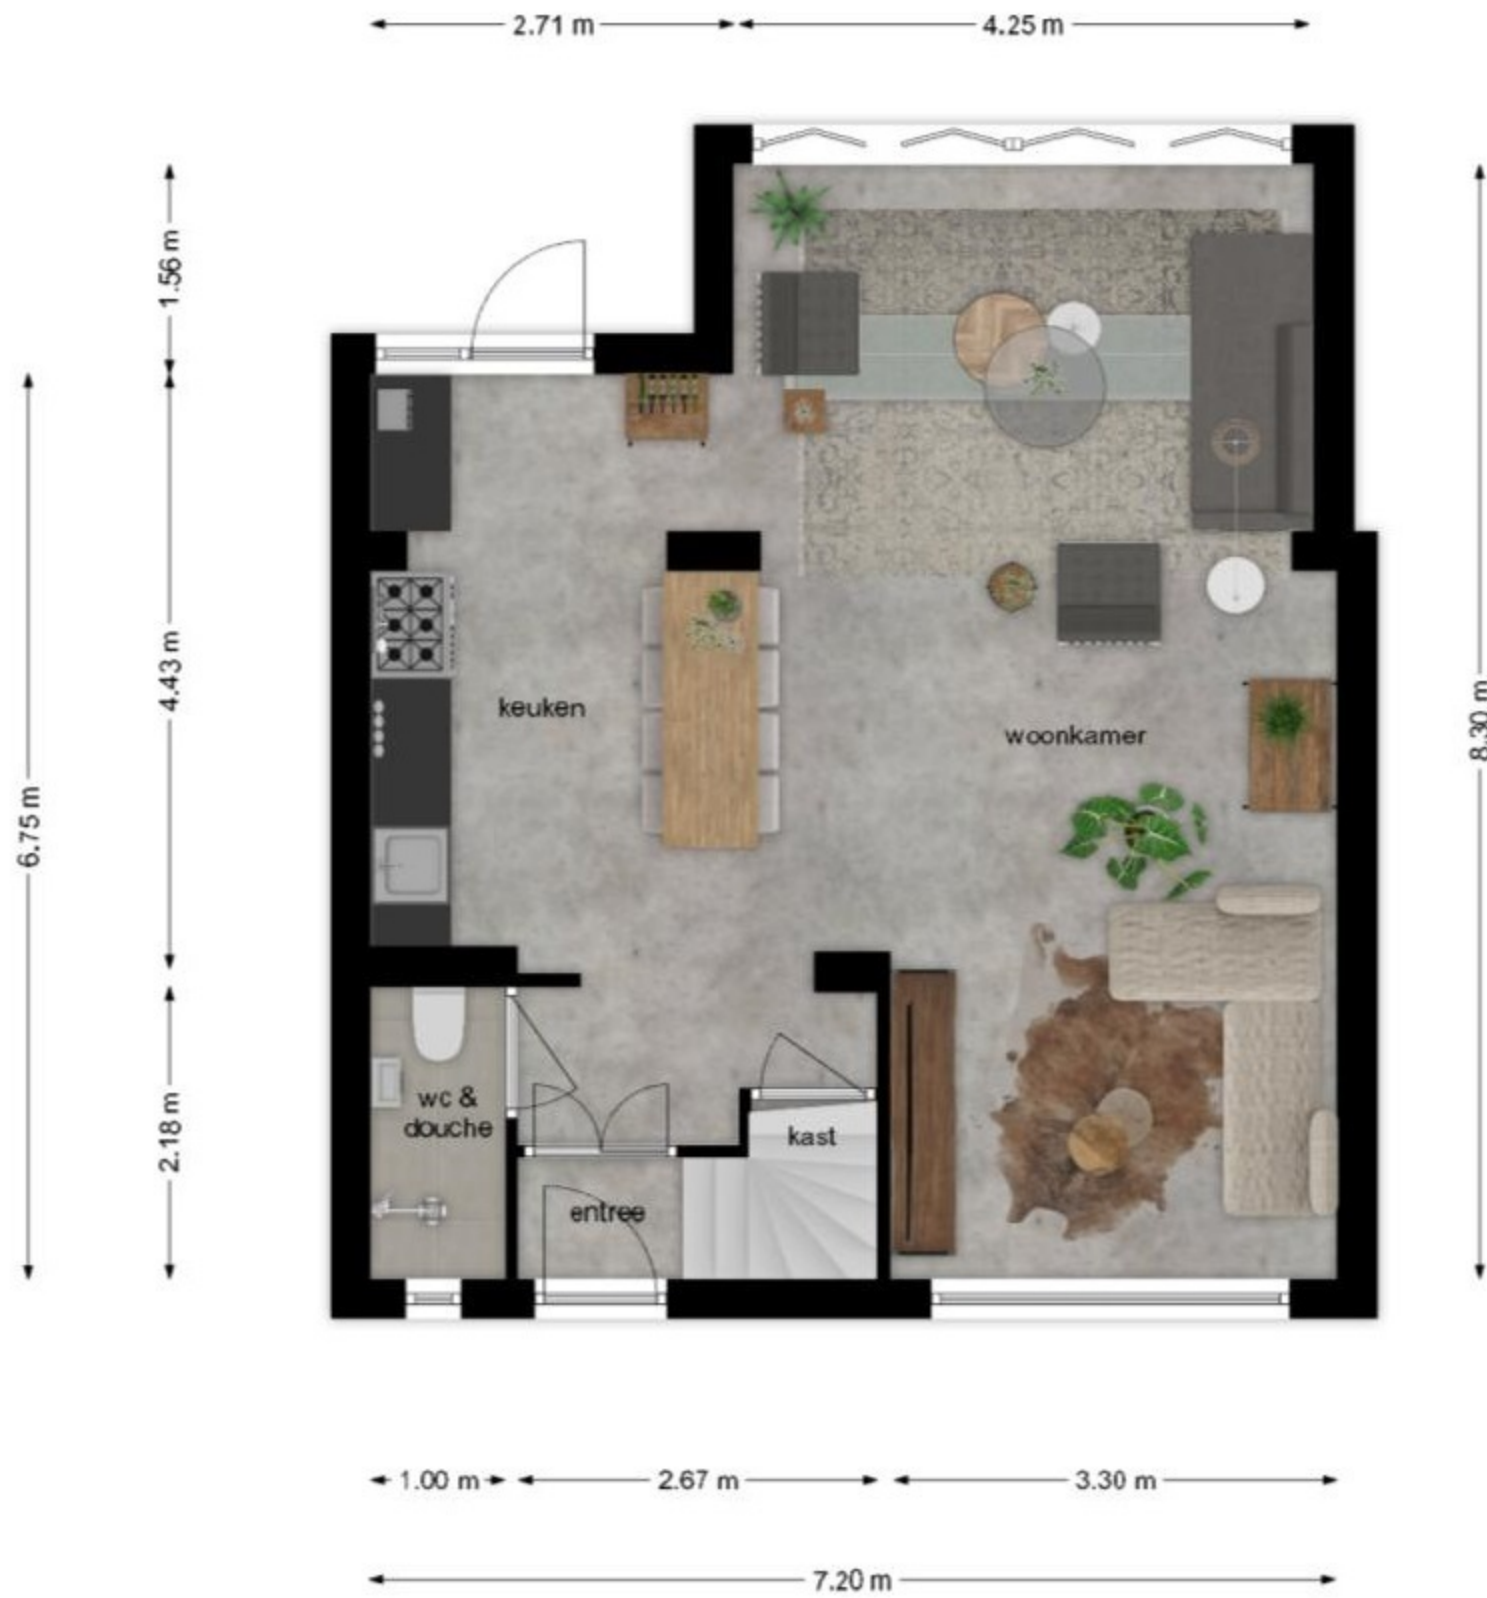 2.71 m
4.25 m
1.56 m
4.43 m
6.75 m
8.30 m
keuken
woonkamer
wc &
douche
kast
entree
2.18 m
1.00 m
2.67 m
3.30 m
7.20 m